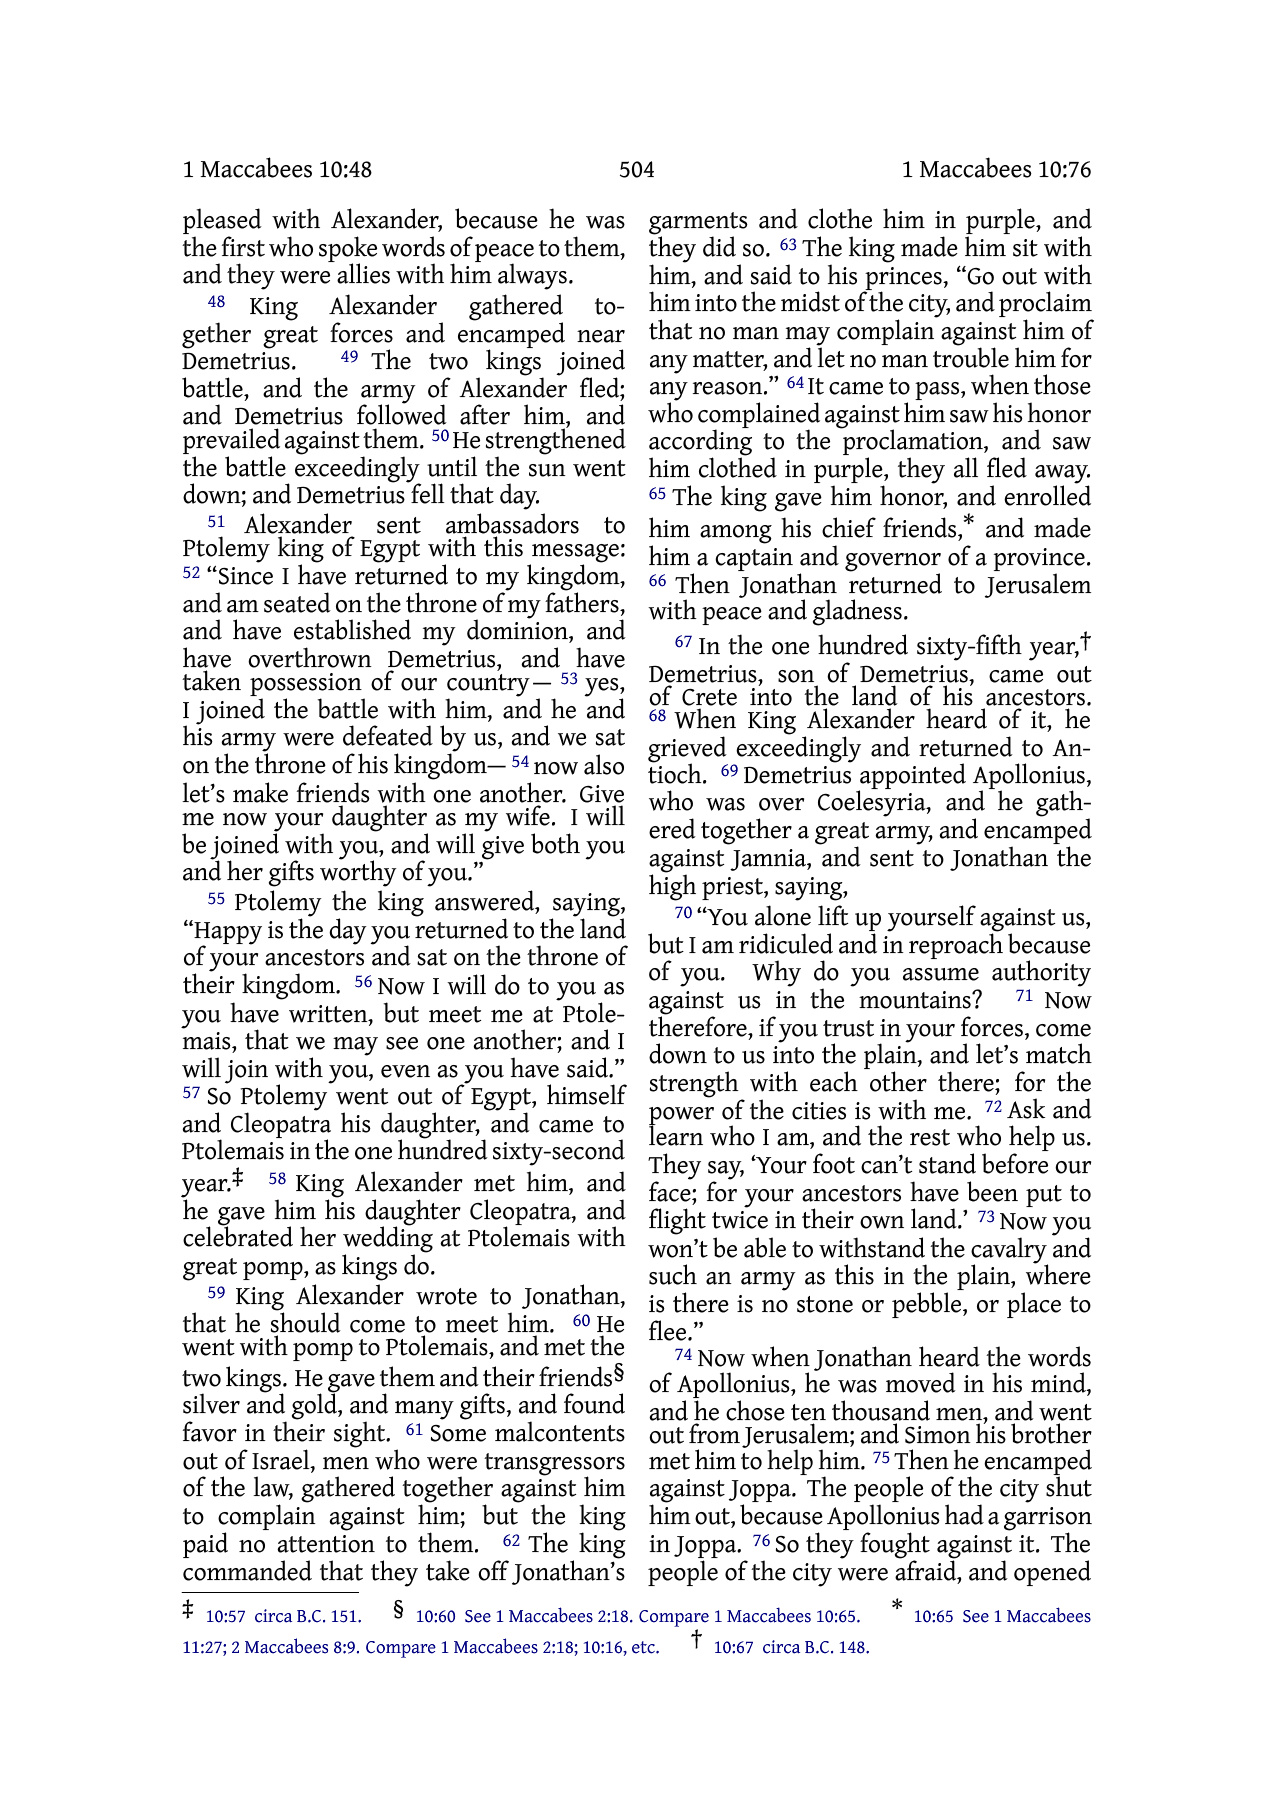 1 Maccabees 10:48 504 1 Maccabees 10:76
pleased with Alexander, because he was
the first who spoke words of peace to them,
and they were allies with him always.
48 King Alexander gathered to-
gether great forces and encamped near
Demetrius. 49 The two kings joined
battle, and the army of Alexander fled;
and Demetrius followed after him, and
prevailed against them. 50 He strengthened
the battle exceedingly until the sun went
down; and Demetrius fell that day.
51 Alexander sent ambassadors to
Ptolemy king of Egypt with this message:
52 “Since I have returned to my kingdom,
and am seated on the throne of my fathers,
and have established my dominion, and
have overthrown Demetrius, and have
taken possession of our country— 53 yes,
I joined the battle with him, and he and
his army were defeated by us, and we sat
on the throne of his kingdom— 54 now also
let’s make friends with one another. Give
me now your daughter as my wife. I will
be joined with you, and will give both you
and her gifts worthy of you.”
55 Ptolemy the king answered, saying,
“Happy is the day you returned to the land
of your ancestors and sat on the throne of
their kingdom. 56 Now I will do to you as
you have written, but meet me at Ptole-
mais, that we may see one another; and I
will join with you, even as you have said.”
57 So Ptolemy went out of Egypt, himself
and Cleopatra his daughter, and came to
Ptolemais in the one hundred sixty-second
year.‡ 58 King Alexander met him, and
he gave him his daughter Cleopatra, and
celebrated her wedding at Ptolemais with
great pomp, as kings do.
59 King Alexander wrote to Jonathan,
that he should come to meet him. 60 He
went with pomp to Ptolemais, and met the
two kings. He gave them and their friends§
silver and gold, and many gifts, and found
favor in their sight. 61 Some malcontents
out of Israel, men who were transgressors
of the law, gathered together against him
to complain against him; but the king
paid no attention to them. 62 The king
commanded that they take off Jonathan’s
garments and clothe him in purple, and
they did so. 63 The king made him sit with
him, and said to his princes, “Go out with
him into the midst of the city, and proclaim
that no man may complain against him of
any matter, and let no man trouble him for
any reason.” 64 It came to pass, when those
who complained against him saw his honor
according to the proclamation, and saw
him clothed in purple, they all fled away.
65 The king gave him honor, and enrolled
him among his chief friends,* and made
him a captain and governor of a province.
66 Then Jonathan returned to Jerusalem
with peace and gladness.
67 In the one hundred sixty-fifth year,†
Demetrius, son of Demetrius, came out
of Crete into the land of his ancestors.
68 When King Alexander heard of it, he
grieved exceedingly and returned to An-
tioch. 69 Demetrius appointed Apollonius,
who was over Coelesyria, and he gath-
ered together a great army, and encamped
against Jamnia, and sent to Jonathan the
high priest, saying,
70 “You alone lift up yourself against us,
but I am ridiculed and in reproach because
of you. Why do you assume authority
against us in the mountains? 71 Now
therefore, if you trust in your forces, come
down to us into the plain, and let’s match
strength with each other there; for the
power of the cities is with me. 72 Ask and
learn who I am, and the rest who help us.
They say, ‘Your foot can’t stand before our
face; for your ancestors have been put to
flight twice in their own land.’ 73 Now you
won’t be able to withstand the cavalry and
such an army as this in the plain, where
is there is no stone or pebble, or place to
flee.”
74 Now when Jonathan heard the words
of Apollonius, he was moved in his mind,
and he chose ten thousand men, and went
out from Jerusalem; and Simon his brother
met him to help him. 75 Then he encamped
against Joppa. The people of the city shut
him out, because Apollonius had a garrison
in Joppa. 76 So they fought against it. The
people of the city were afraid, and opened
‡ 10:57 circa B.C. 151. § 10:60 See 1 Maccabees 2:18. Compare 1 Maccabees 10:65. * 10:65 See 1 Maccabees
11:27; 2 Maccabees 8:9. Compare 1 Maccabees 2:18; 10:16, etc. † 10:67 circa B.C. 148.